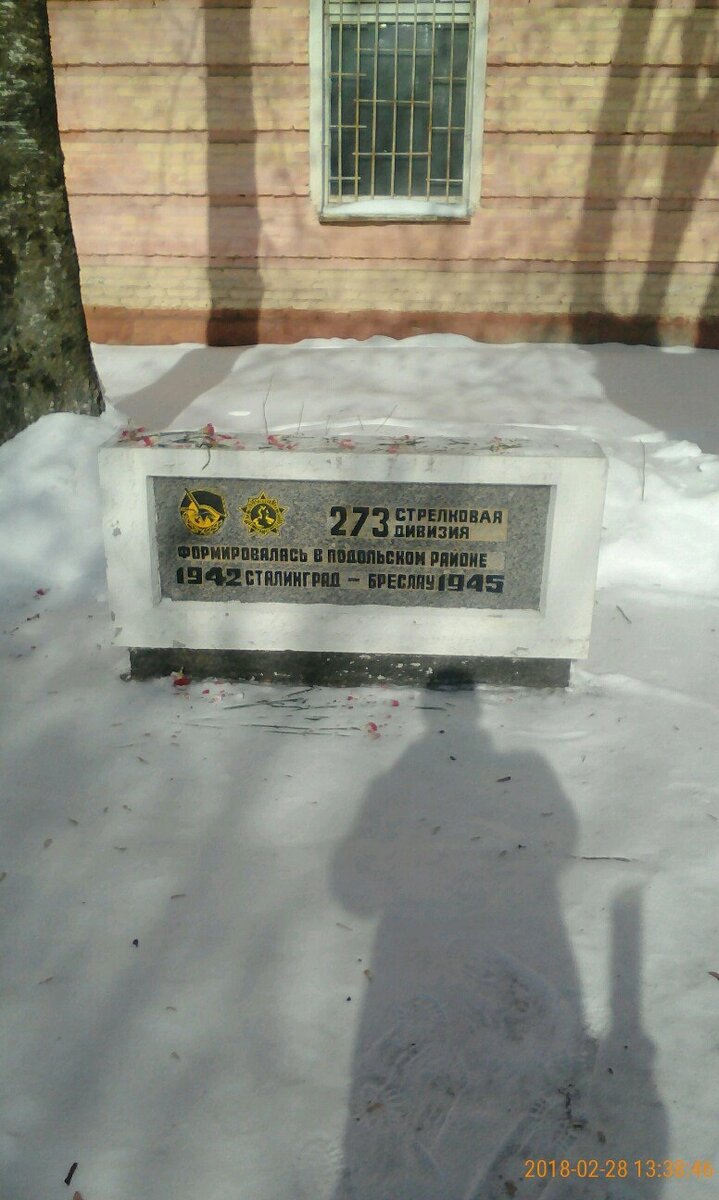 273 СТРЕЛКОВАЯ
ДИВИЗИЯ
ФОРМИРОВАЛАСЬ В ПОДОЛЬСКОМ РАЙОНЕ
1942 СТАЛИНГРАД — БРЕСЛАУ 1945
2018-02-28 13:38:46